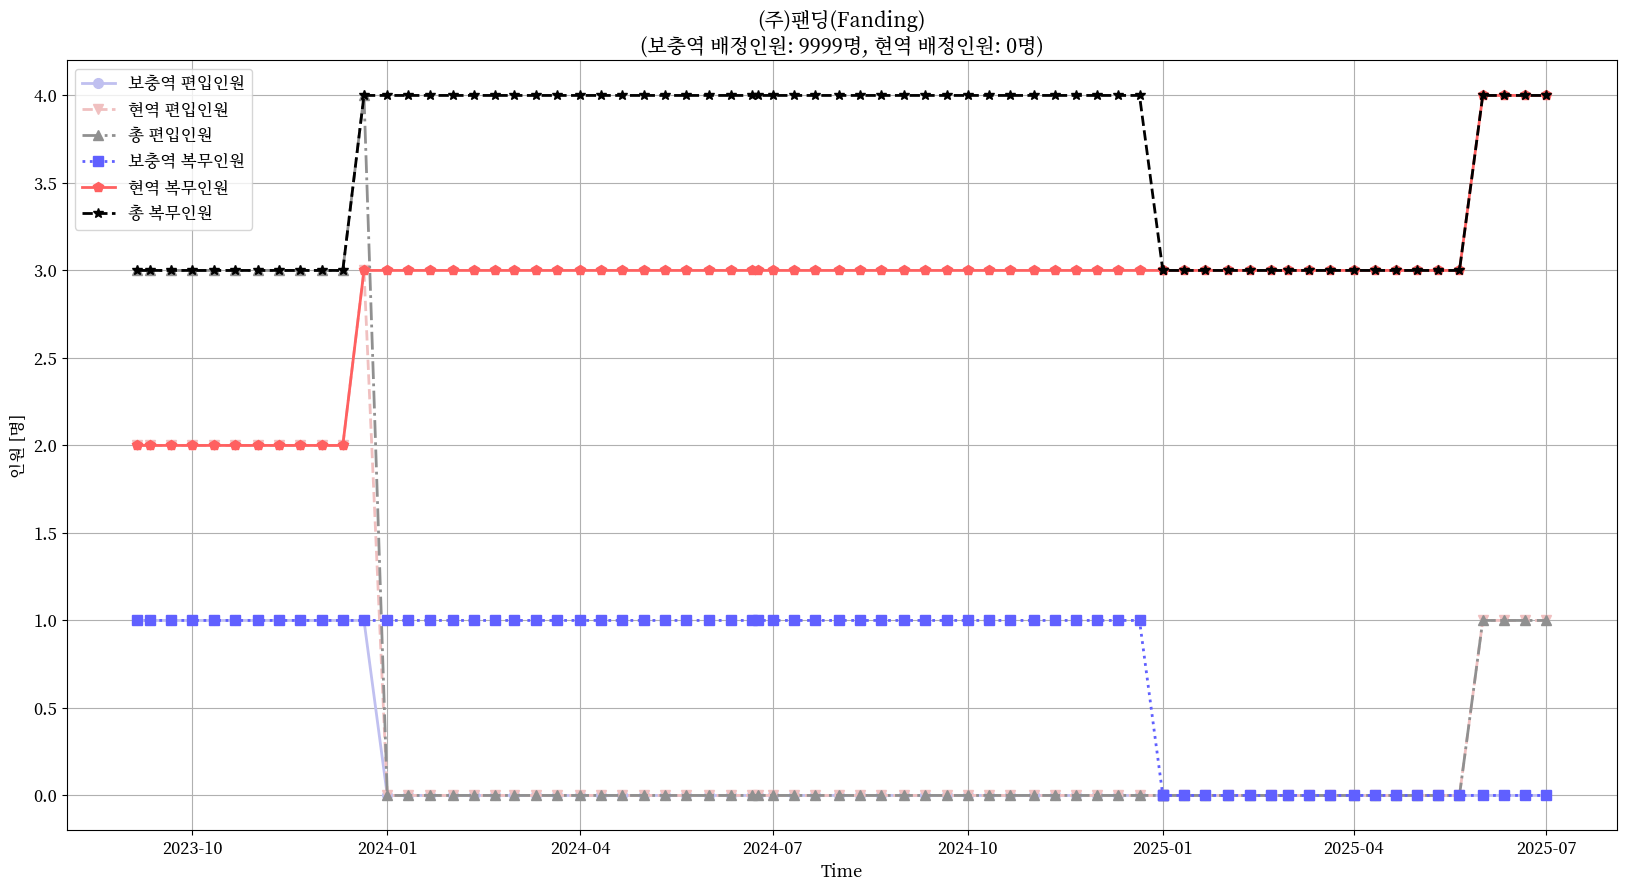 (주)팬딩(Fanding)
(보충역 배정인원: 9999명, 현역 배정인원: 0명)
보충역 편입인원
현역 편입인원
총 편입인원
보충역 복무인원
현역 복무인원
총 복무인원
인원 [명]
4.0
3.5
3.0
2.5
2.0
1.5
1.0
0.5
0.0
2023-10 2024-01 2024-04 2024-07 2024-10 2025-01 2025-04 2025-07
Time